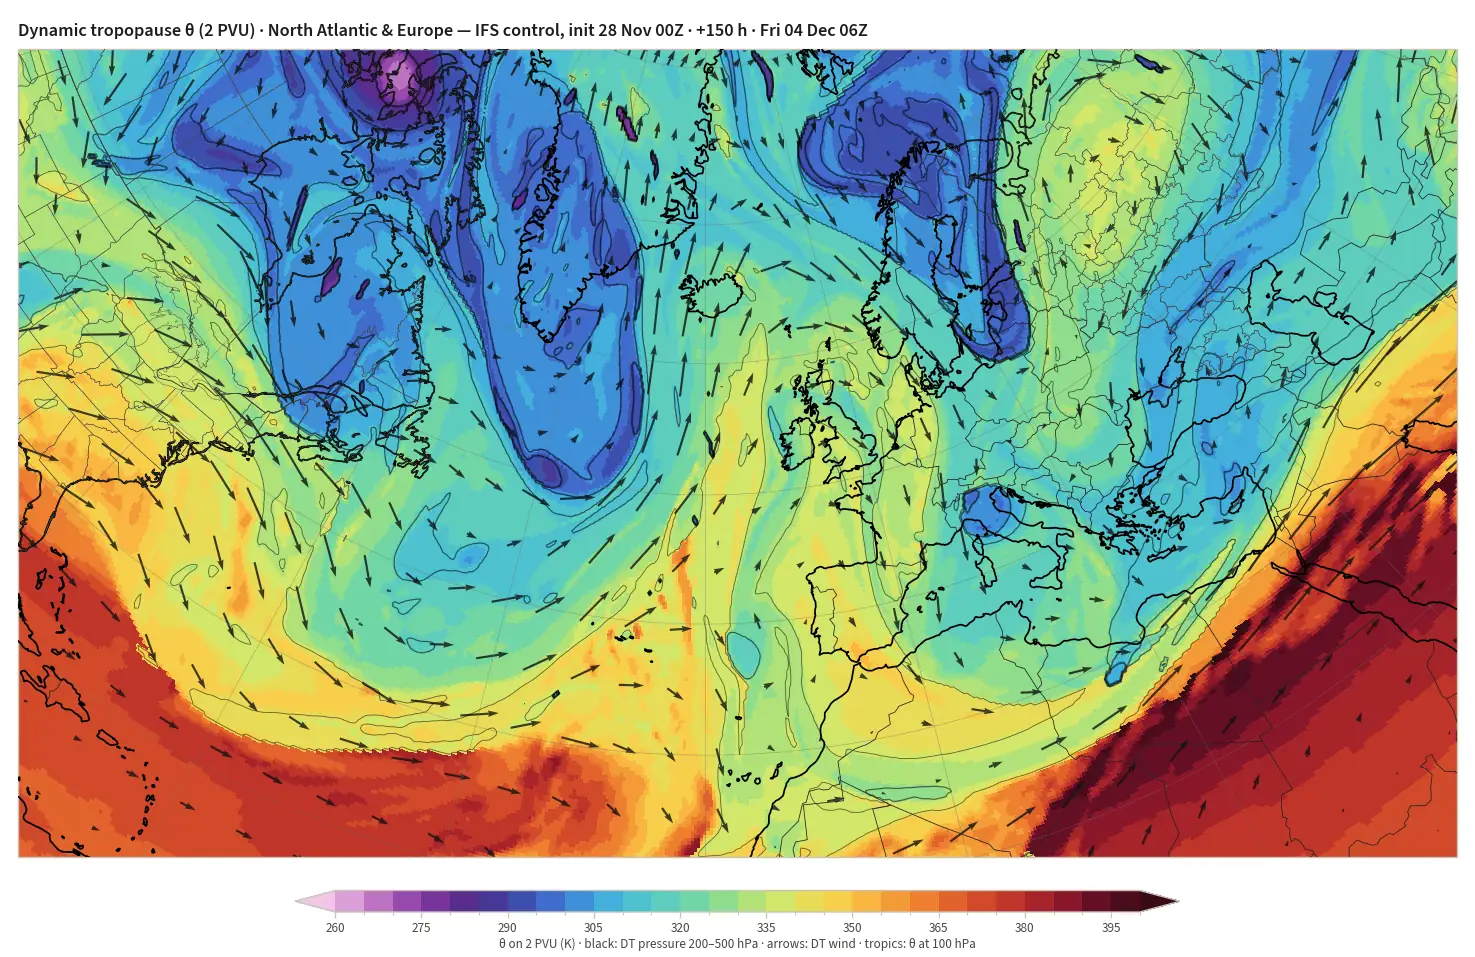 Dynamic tropopause θ (2 PVU) · North Atlantic & Europe — IFS control, init 28 Nov 00Z · +150 h · Fri 04 Dec 06Z
260 275 290 305 320 335 350 365 380 395
θ on 2 PVU (K) · black: DT pressure 200–500 hPa · arrows: DT wind · tropics: θ at 100 hPa